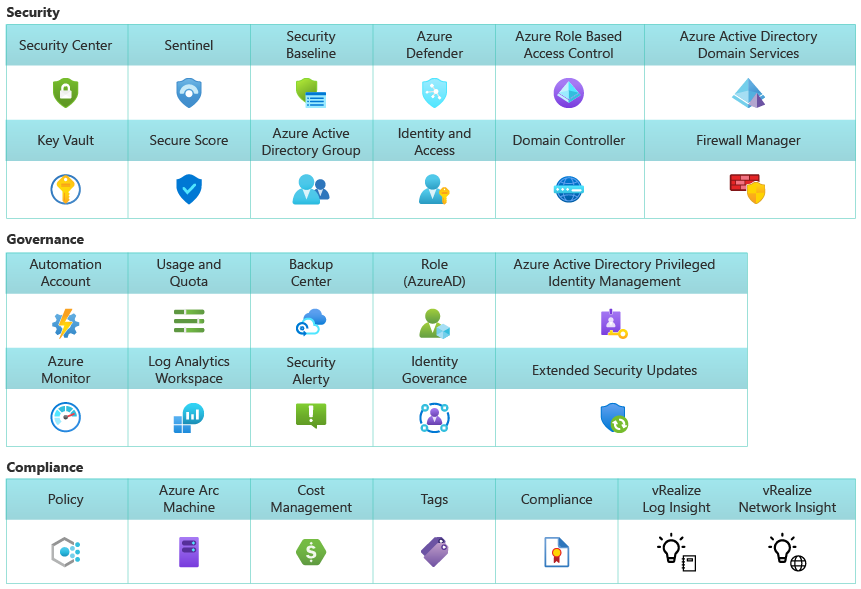 Security
Security Center
Sentinel
Security
Baseline
Azure
Defender
Azure Role Based
Access Control
Azure Active Directory
Domain Services
Key Vault
Secure Score
Azure Active
Directory Group
Identity and
Access
Domain Controller
Firewall Manager
Governance
Automation
Account
Usage and
Quota
Backup
Center
Role
(AzureAD)
Azure Active Directory Privileged
Identity Management
Azure
Monitor
Log Analytics
Workspace
Security
Alerty
Identity
Goverance
Extended Security Updates
Compliance
Policy
Azure Arc
Machine
Cost
Management
Tags
Compliance
vRealize
Log Insight
vRealize
Network Insight